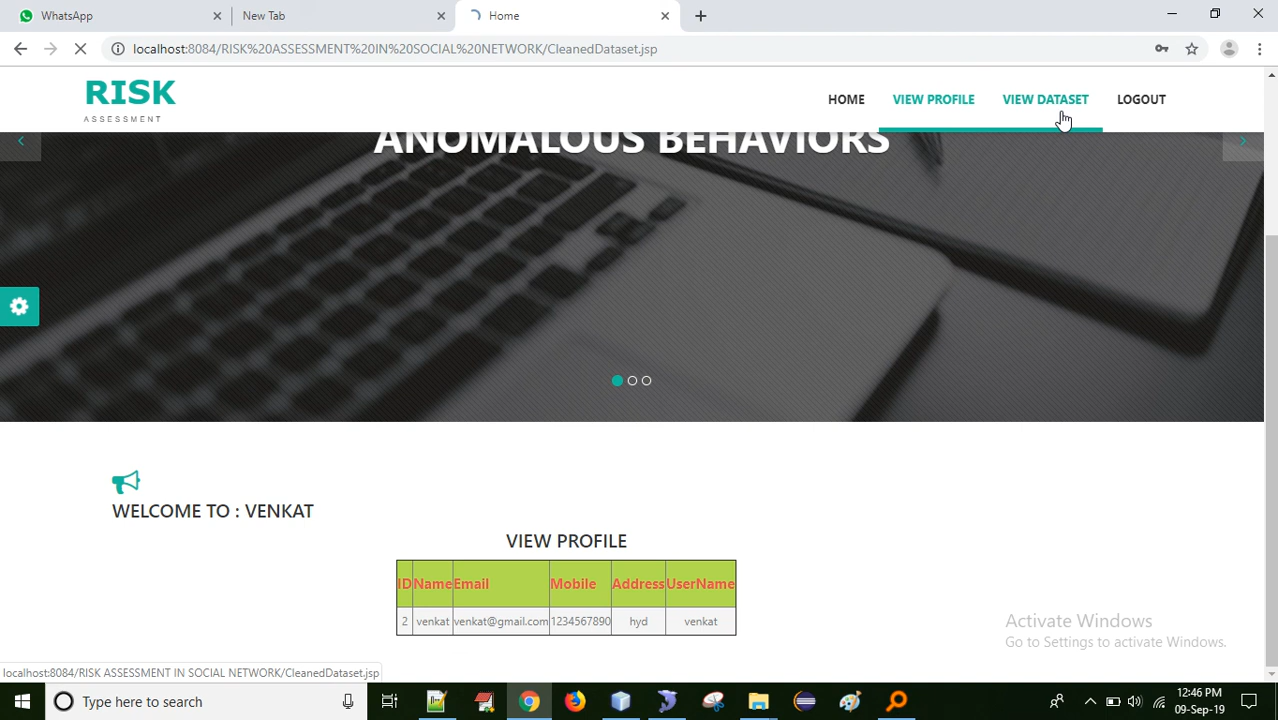 WhatsApp
New Tab
Home
localhost:8084/RISK%20ASSESSMENT%20IN%20SOCIAL%20NETWORK/CleanedDataset.jsp
RISK
ASSESSMENT
HOME VIEW PROFILE VIEW DATASET LOGOUT
ANOMALOUS BEHAVIORS
WELCOME TO : VENKAT
VIEW PROFILE
ID Name Email Mobile Address UserName
2 venkat venkat@gmail.com 1234567890 hyd venkat
Activate Windows
Go to Settings to activate Windows.
localhost:8084/RISK ASSESSMENT IN SOCIAL NETWORK/CleanedDataset.jsp
Type here to search
12:46 PM
09-Sep-19